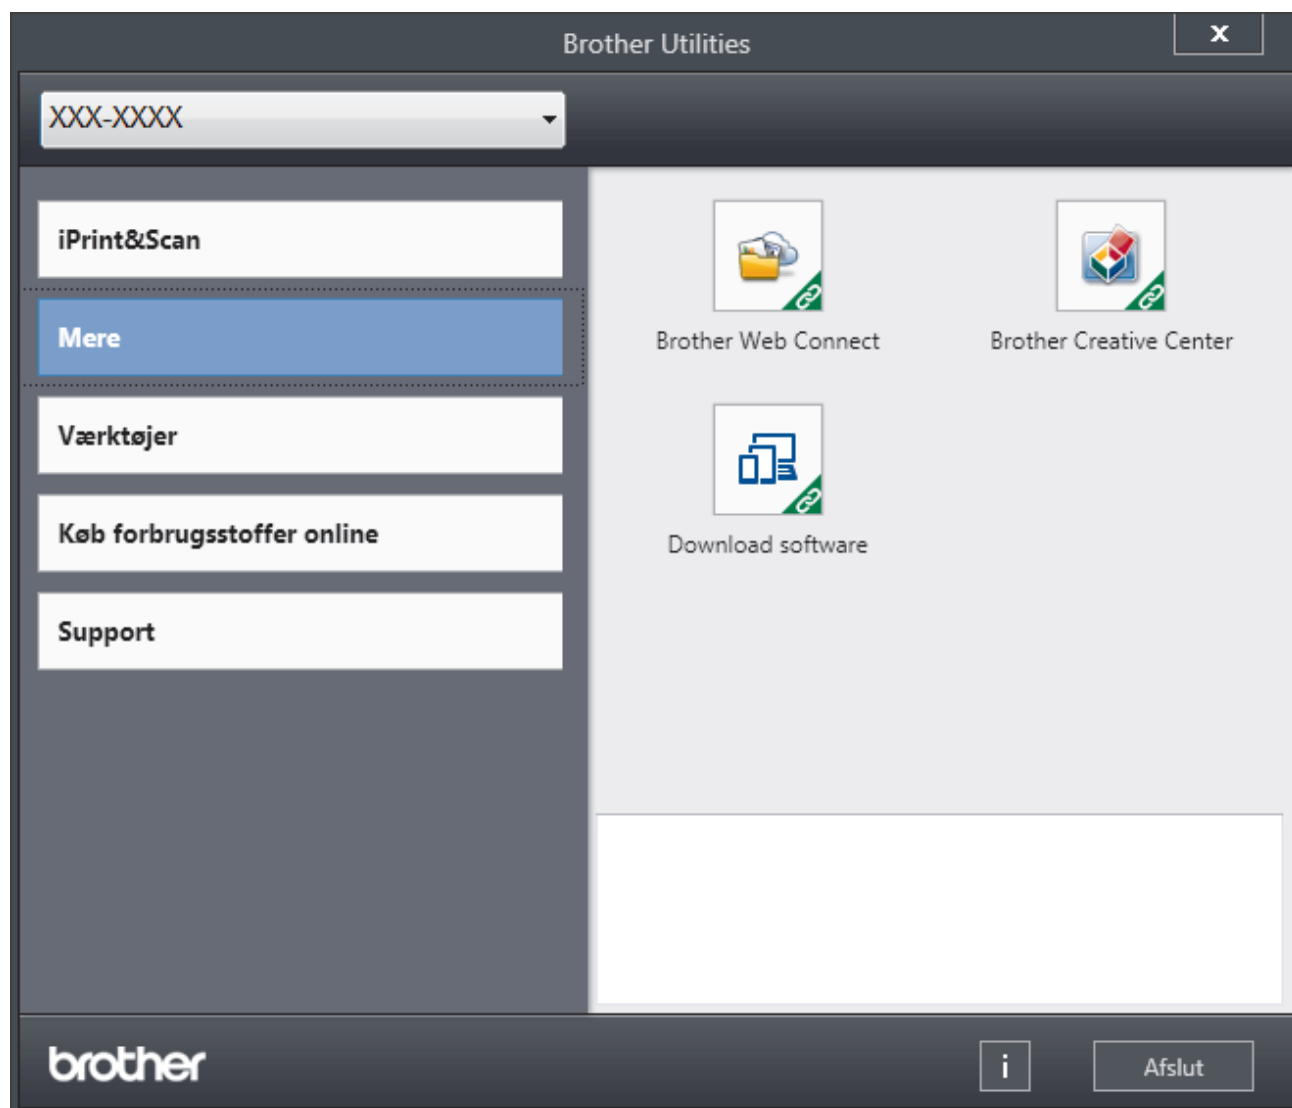 Brother Utilities
X
XXX-XXXX
iPrint&Scan
Mere
Værktøjer
Køb forbrugsstoffer online
Support
Brother Web Connect
Brother Creative Center
Download software
brother
i
Afslut